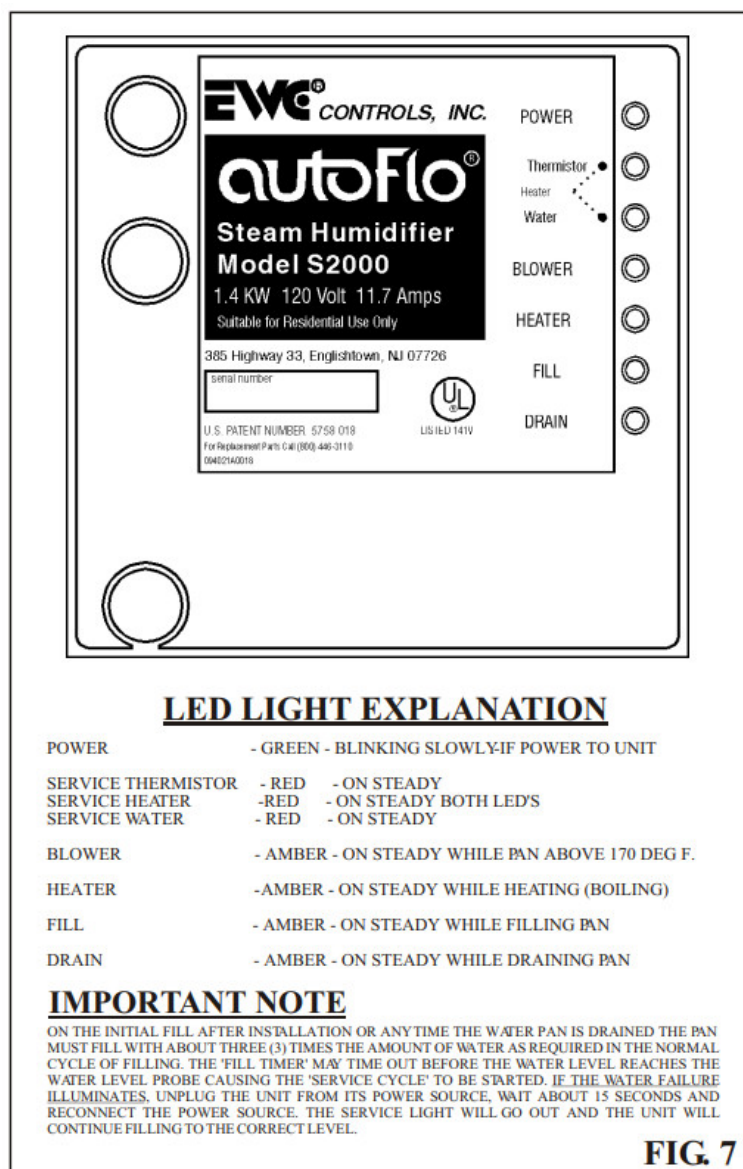 EWC® CONTROLS, INC.
autoFlo®
Steam Humidifier
Model S2000
1.4 KW 120 Volt 11.7 Amps
Suitable for Residential Use Only
385 Highway 33, Englishtown, NJ 07726
serial number
U.S. PATENT NUMBER 5758 018
For Replacement Parts Call (800) 446-3110
094021A0018
UL®
LISTED 141V
POWER
Thermistor
Heater
Water
BLOWER
HEATER
FILL
DRAIN
LED LIGHT EXPLANATION
POWER - GREEN - BLINKING SLOWLY-IF POWER TO UNIT
SERVICE THERMISTOR - RED - ON STEADY
SERVICE HEATER -RED - ON STEADY BOTH LED'S
SERVICE WATER - RED - ON STEADY
BLOWER - AMBER - ON STEADY WHILE PAN ABOVE 170 DEG F.
HEATER -AMBER - ON STEADY WHILE HEATING (BOILING)
FILL - AMBER - ON STEADY WHILE FILLING PAN
DRAIN - AMBER - ON STEADY WHILE DRAINING PAN
IMPORTANT NOTE
ON THE INITIAL FILL AFTER INSTALLATION OR ANYTIME THE WATER PAN IS DRAINED THE PAN
MUST FILL WITH ABOUT THREE (3) TIMES THE AMOUNT OF WATER AS REQUIRED IN THE NORMAL
CYCLE OF FILLING. THE 'FILL TIMER' MAY TIME OUT BEFORE THE WATER LEVEL REACHES THE
WATER LEVEL PROBE CAUSING THE 'SERVICE CYCLE' TO BE STARTED. IF THE WATER FAILURE
ILLUMINATES, UNPLUG THE UNIT FROM ITS POWER SOURCE, WAIT ABOUT 15 SECONDS AND
RECONNECT THE POWER SOURCE. THE SERVICE LIGHT WILL GO OUT AND THE UNIT WILL
CONTINUE FILLING TO THE CORRECT LEVEL.
FIG. 7